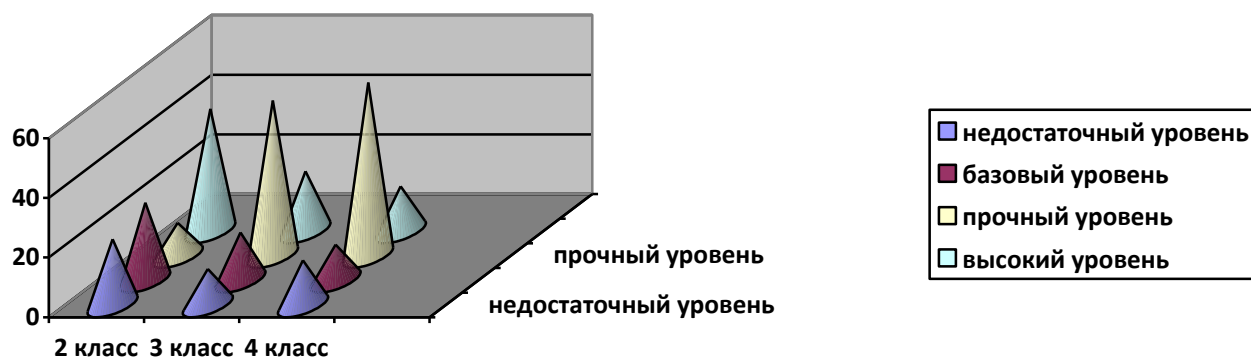 60
40
20
0
2 класс 3 класс 4 класс
прочный уровень
недостаточный уровень
недостаточный уровень
базовый уровень
прочный уровень
высокий уровень